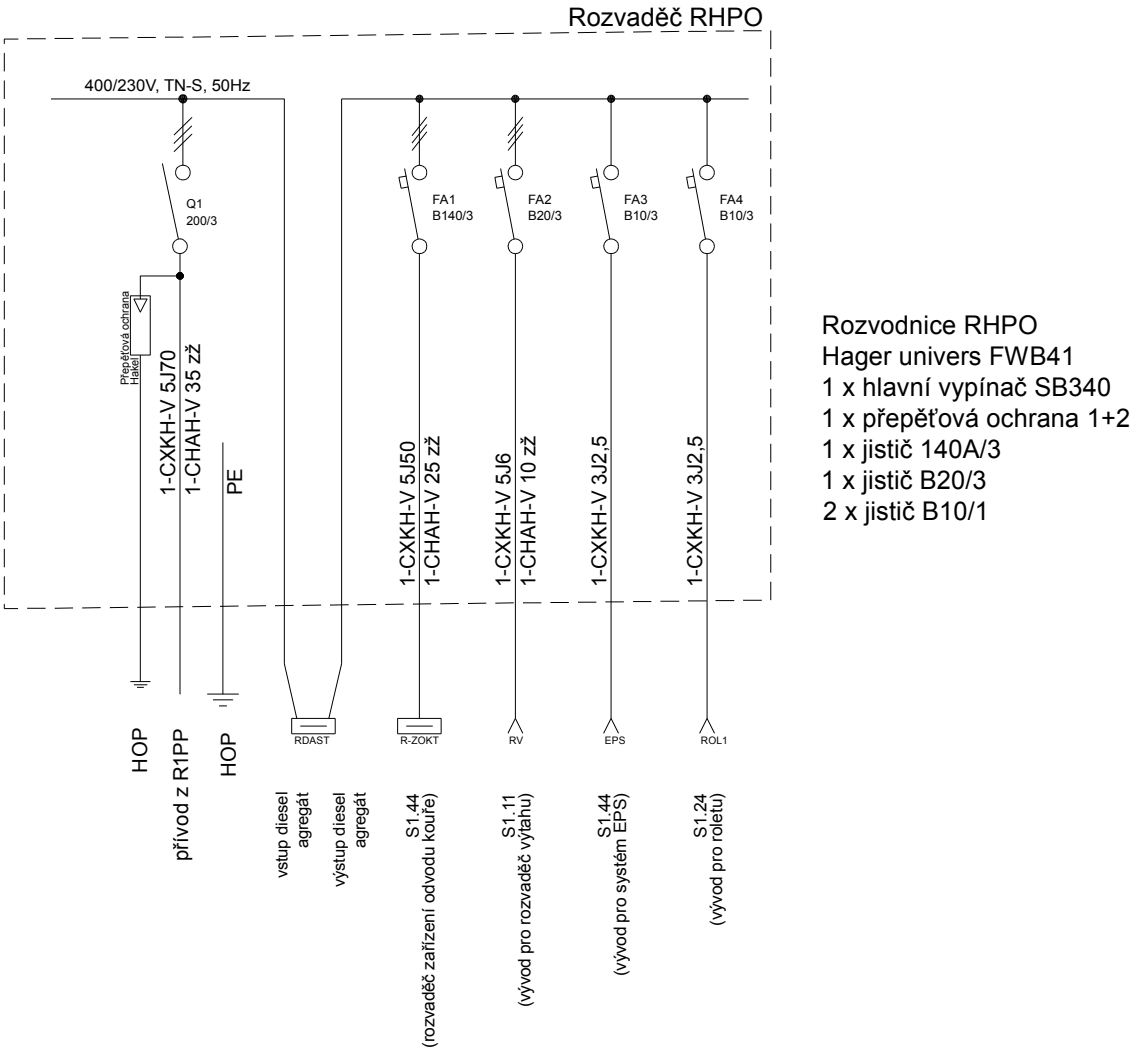 Rozvaděč RHPO
400/230V, TN-S, 50Hz
Q1
200/3
FA1
B140/3
FA2
B20/3
FA3
B10/3
FA4
B10/3
Přepěťová ochrana
Hakel
1-CXKH-V 5J70
1-CHAH-V 35 zž
PE
1-CXKH-V 5J50
1-CHAH-V 25 zž
1-CXKH-V 5J6
1-CHAH-V 10 zž
1-CXKH-V 3J2,5
1-CXKH-V 3J2,5
Rozvodnice RHPO
Hager univers FWB41
1 x hlavní vypínač SB340
1 x přepěťová ochrana 1+2
1 x jistič 140A/3
1 x jistič B20/3
2 x jistič B10/1
RDAST
R-ZOKT
RV
EPS
ROL1
HOP
přívod z R1PP
HOP
vstup diesel
agregát
výstup diesel
agregát
S1.44
(rozvaděč zařízení odvodu kouře)
S1.11
(vývod pro rozvaděč výtahu)
S1.44
(vývod pro systém EPS)
S1.24
(vývod pro roletu)